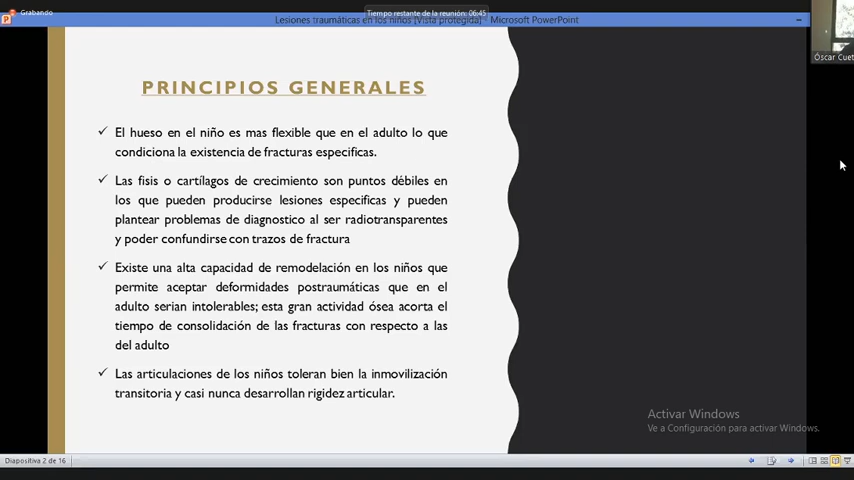 Grabando
Tiempo restante de la reunión: 06:45
Lesiones traumáticas en los niños [Vista protegida] - Microsoft PowerPoint
Óscar Cuet
PRINCIPIOS GENERALES
El hueso en el niño es mas flexible que en el adulto lo que
condiciona la existencia de fracturas especificas.
Las fisis o cartílagos de crecimiento son puntos débiles en
los que pueden producirse lesiones especificas y pueden
plantear problemas de diagnostico al ser radiotransparentes
y poder confundirse con trazos de fractura
Existe una alta capacidad de remodelación en los niños que
permite aceptar deformidades postraumáticas que en el
adulto serian intolerables; esta gran actividad ósea acorta el
tiempo de consolidación de las fracturas con respecto a las
del adulto
Las articulaciones de los niños toleran bien la inmovilización
transitoria y casi nunca desarrollan rigidez articular.
Activar Windows
Ve a Configuración para activar Windows.
Diapositiva 2 de 16